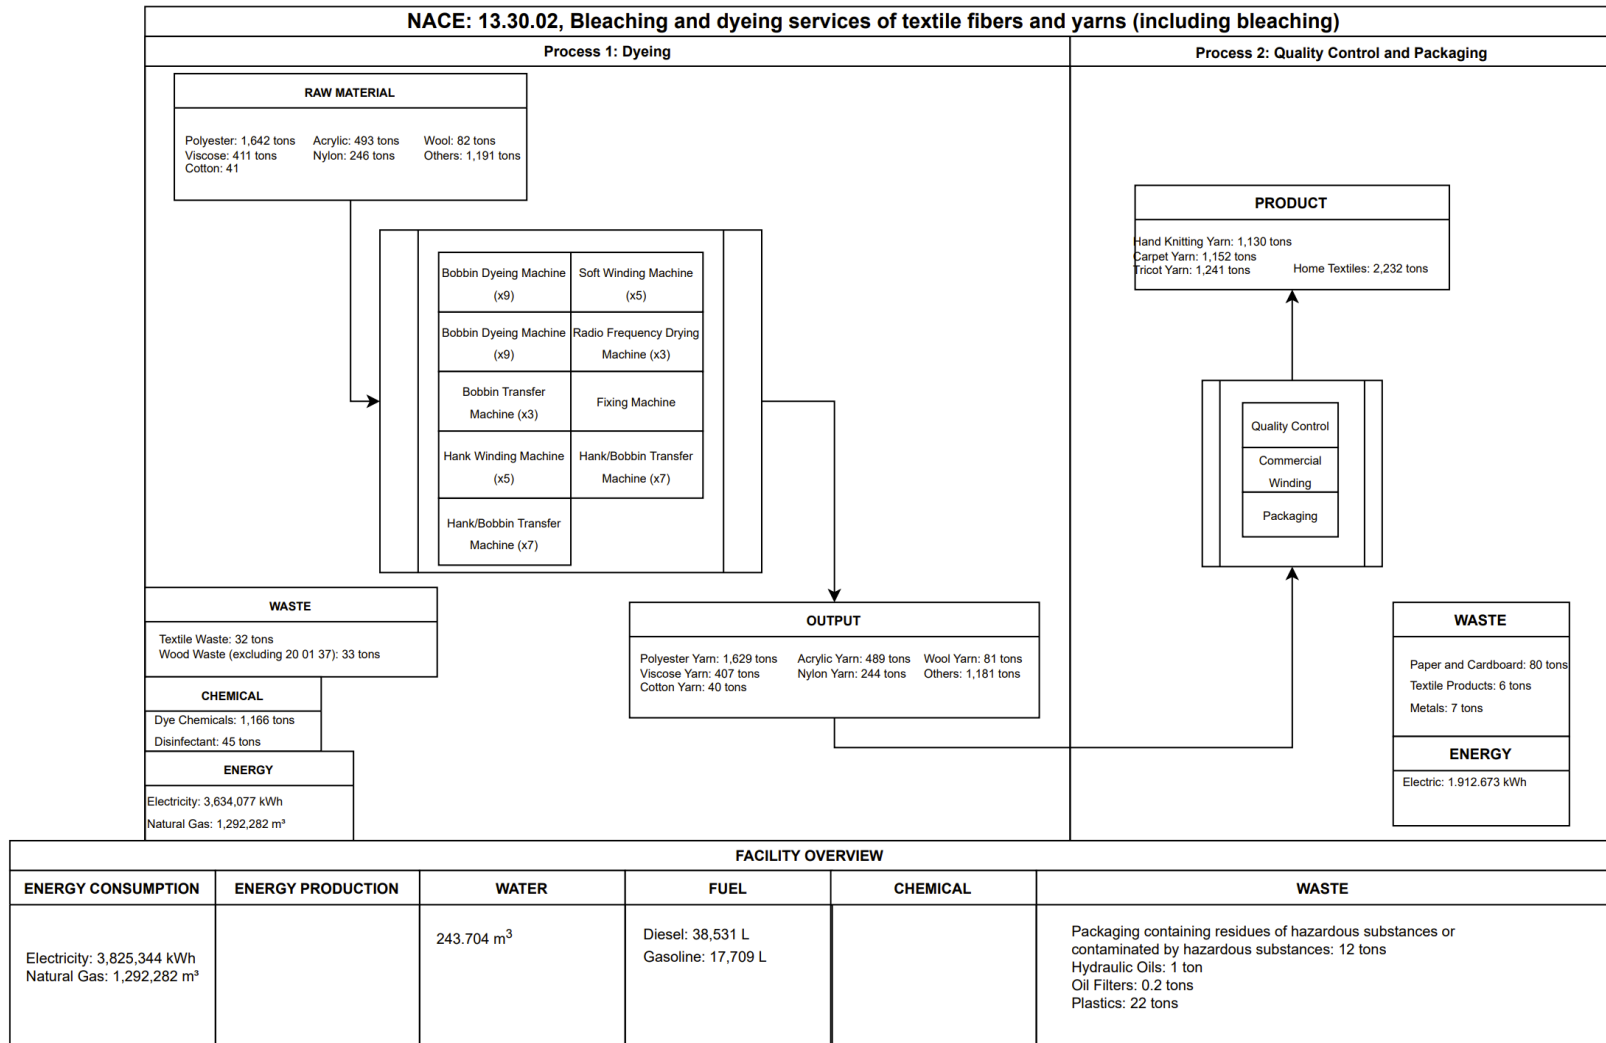 NACE: 13.30.02, Bleaching and dyeing services of textile fibers and yarns (including bleaching)
Process 1: Dyeing
Process 2: Quality Control and Packaging
RAW MATERIAL
Polyester: 1,642 tons Acrylic: 493 tons Wool: 82 tons
Viscose: 411 tons Nylon: 246 tons Others: 1,191 tons
Cotton: 41
Bobbin Dyeing Machine
(x9)
Soft Winding Machine
(x5)
Bobbin Dyeing Machine
(x9)
Radio Frequency Drying
Machine (x3)
Bobbin Transfer
Machine (x3)
Fixing Machine
Hank Winding Machine
(x5)
Hank/Bobbin Transfer
Machine (x7)
Hank/Bobbin Transfer
Machine (x7)
WASTE
Textile Waste: 32 tons
Wood Waste (excluding 20 01 37): 33 tons
CHEMICAL
Dye Chemicals: 1,166 tons
Disinfectant: 45 tons
ENERGY
Electricity: 3,634,077 kWh
Natural Gas: 1,292,282 m³
OUTPUT
Polyester Yarn: 1,629 tons Acrylic Yarn: 489 tons Wool Yarn: 81 tons
Viscose Yarn: 407 tons Nylon Yarn: 244 tons Others: 1,181 tons
Cotton Yarn: 40 tons
PRODUCT
Hand Knitting Yarn: 1,130 tons
Carpet Yarn: 1,152 tons
Tricot Yarn: 1,241 tons Home Textiles: 2,232 tons
Quality Control
Commercial
Winding
Packaging
WASTE
Paper and Cardboard: 80 tons
Textile Products: 6 tons
Metals: 7 tons
ENERGY
Electric: 1.912.673 kWh
FACILITY OVERVIEW
ENERGY CONSUMPTION ENERGY PRODUCTION WATER FUEL CHEMICAL WASTE
Electricity: 3,825,344 kWh
Natural Gas: 1,292,282 m³
243.704 m³
Diesel: 38,531 L
Gasoline: 17,709 L
Packaging containing residues of hazardous substances or
contaminated by hazardous substances: 12 tons
Hydraulic Oils: 1 ton
Oil Filters: 0.2 tons
Plastics: 22 tons